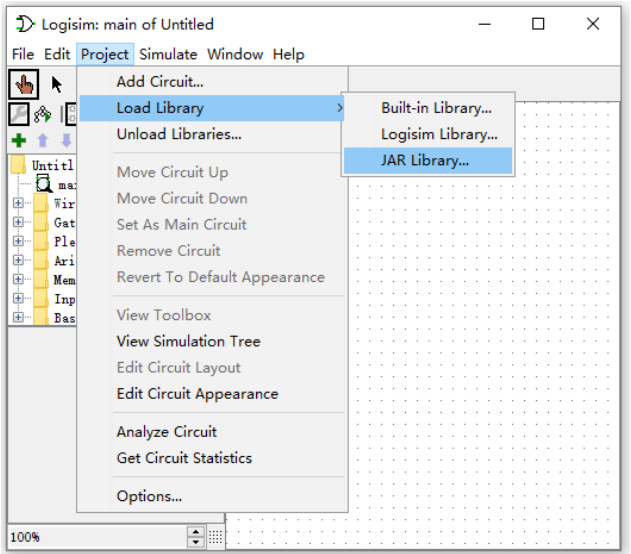 Logisim: main of Untitled
File Edit Project Simulate Window Help
Add Circuit...
Load Library
Built-in Library...
Unload Libraries...
Logisim Library...
JAR Library...
Untitl
Move Circuit Up
ma
Wir
Move Circuit Down
Gat
Set As Main Circuit
Ple
Remove Circuit
Ari
Mem
Revert To Default Appearance
Inp
Bas
View Toolbox
View Simulation Tree
Edit Circuit Layout
Edit Circuit Appearance
Analyze Circuit
Get Circuit Statistics
Options...
100%